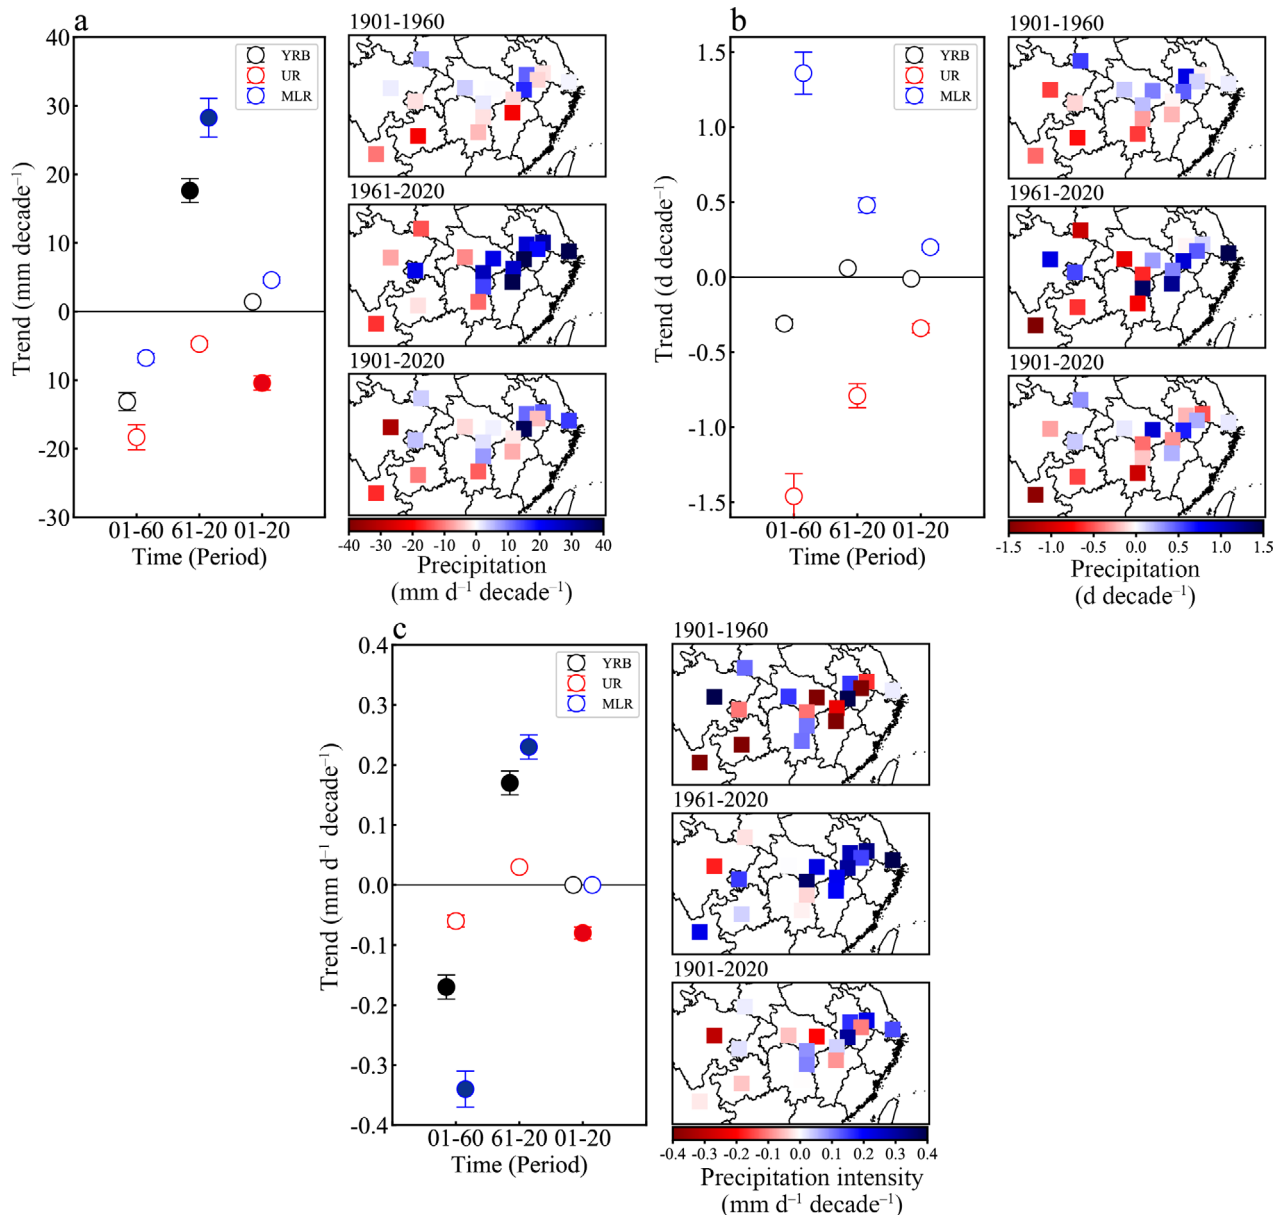 a
Trend (mm decade⁻¹)
40
30
20
10
0
10
-20
-30
01-60 61-20 01-20
Time (Period)
YRB
UR
MLR
1901-1960
1961-2020
1901-2020
-40 -30 -20 -10 0 10 20 30 40
Precipitation
(mm d⁻¹ decade⁻¹)
b
Trend (d decade⁻¹)
1.5
1.0
0.5
0.0
-0.5
-1.0
-1.5
01-60 61-20 01-20
Time (Period)
YRB
UR
MLR
1901-1960
1961-2020
1901-2020
-1.5 -1.0 -0.5 0.0 0.5 1.0 1.5
Precipitation
(d decade⁻¹)
c
Trend (mm d⁻¹ decade⁻¹)
0.4
0.3
0.2
0.1
0.0
-0.1
-0.2
-0.3
-0.4
01-60 61-20 01-20
Time (Period)
YRB
UR
MLR
1901-1960
1961-2020
1901-2020
-0.4 -0.3 -0.2 -0.1 0.0 0.1 0.2 0.3 0.4
Precipitation intensity
(mm d⁻¹ decade⁻¹)